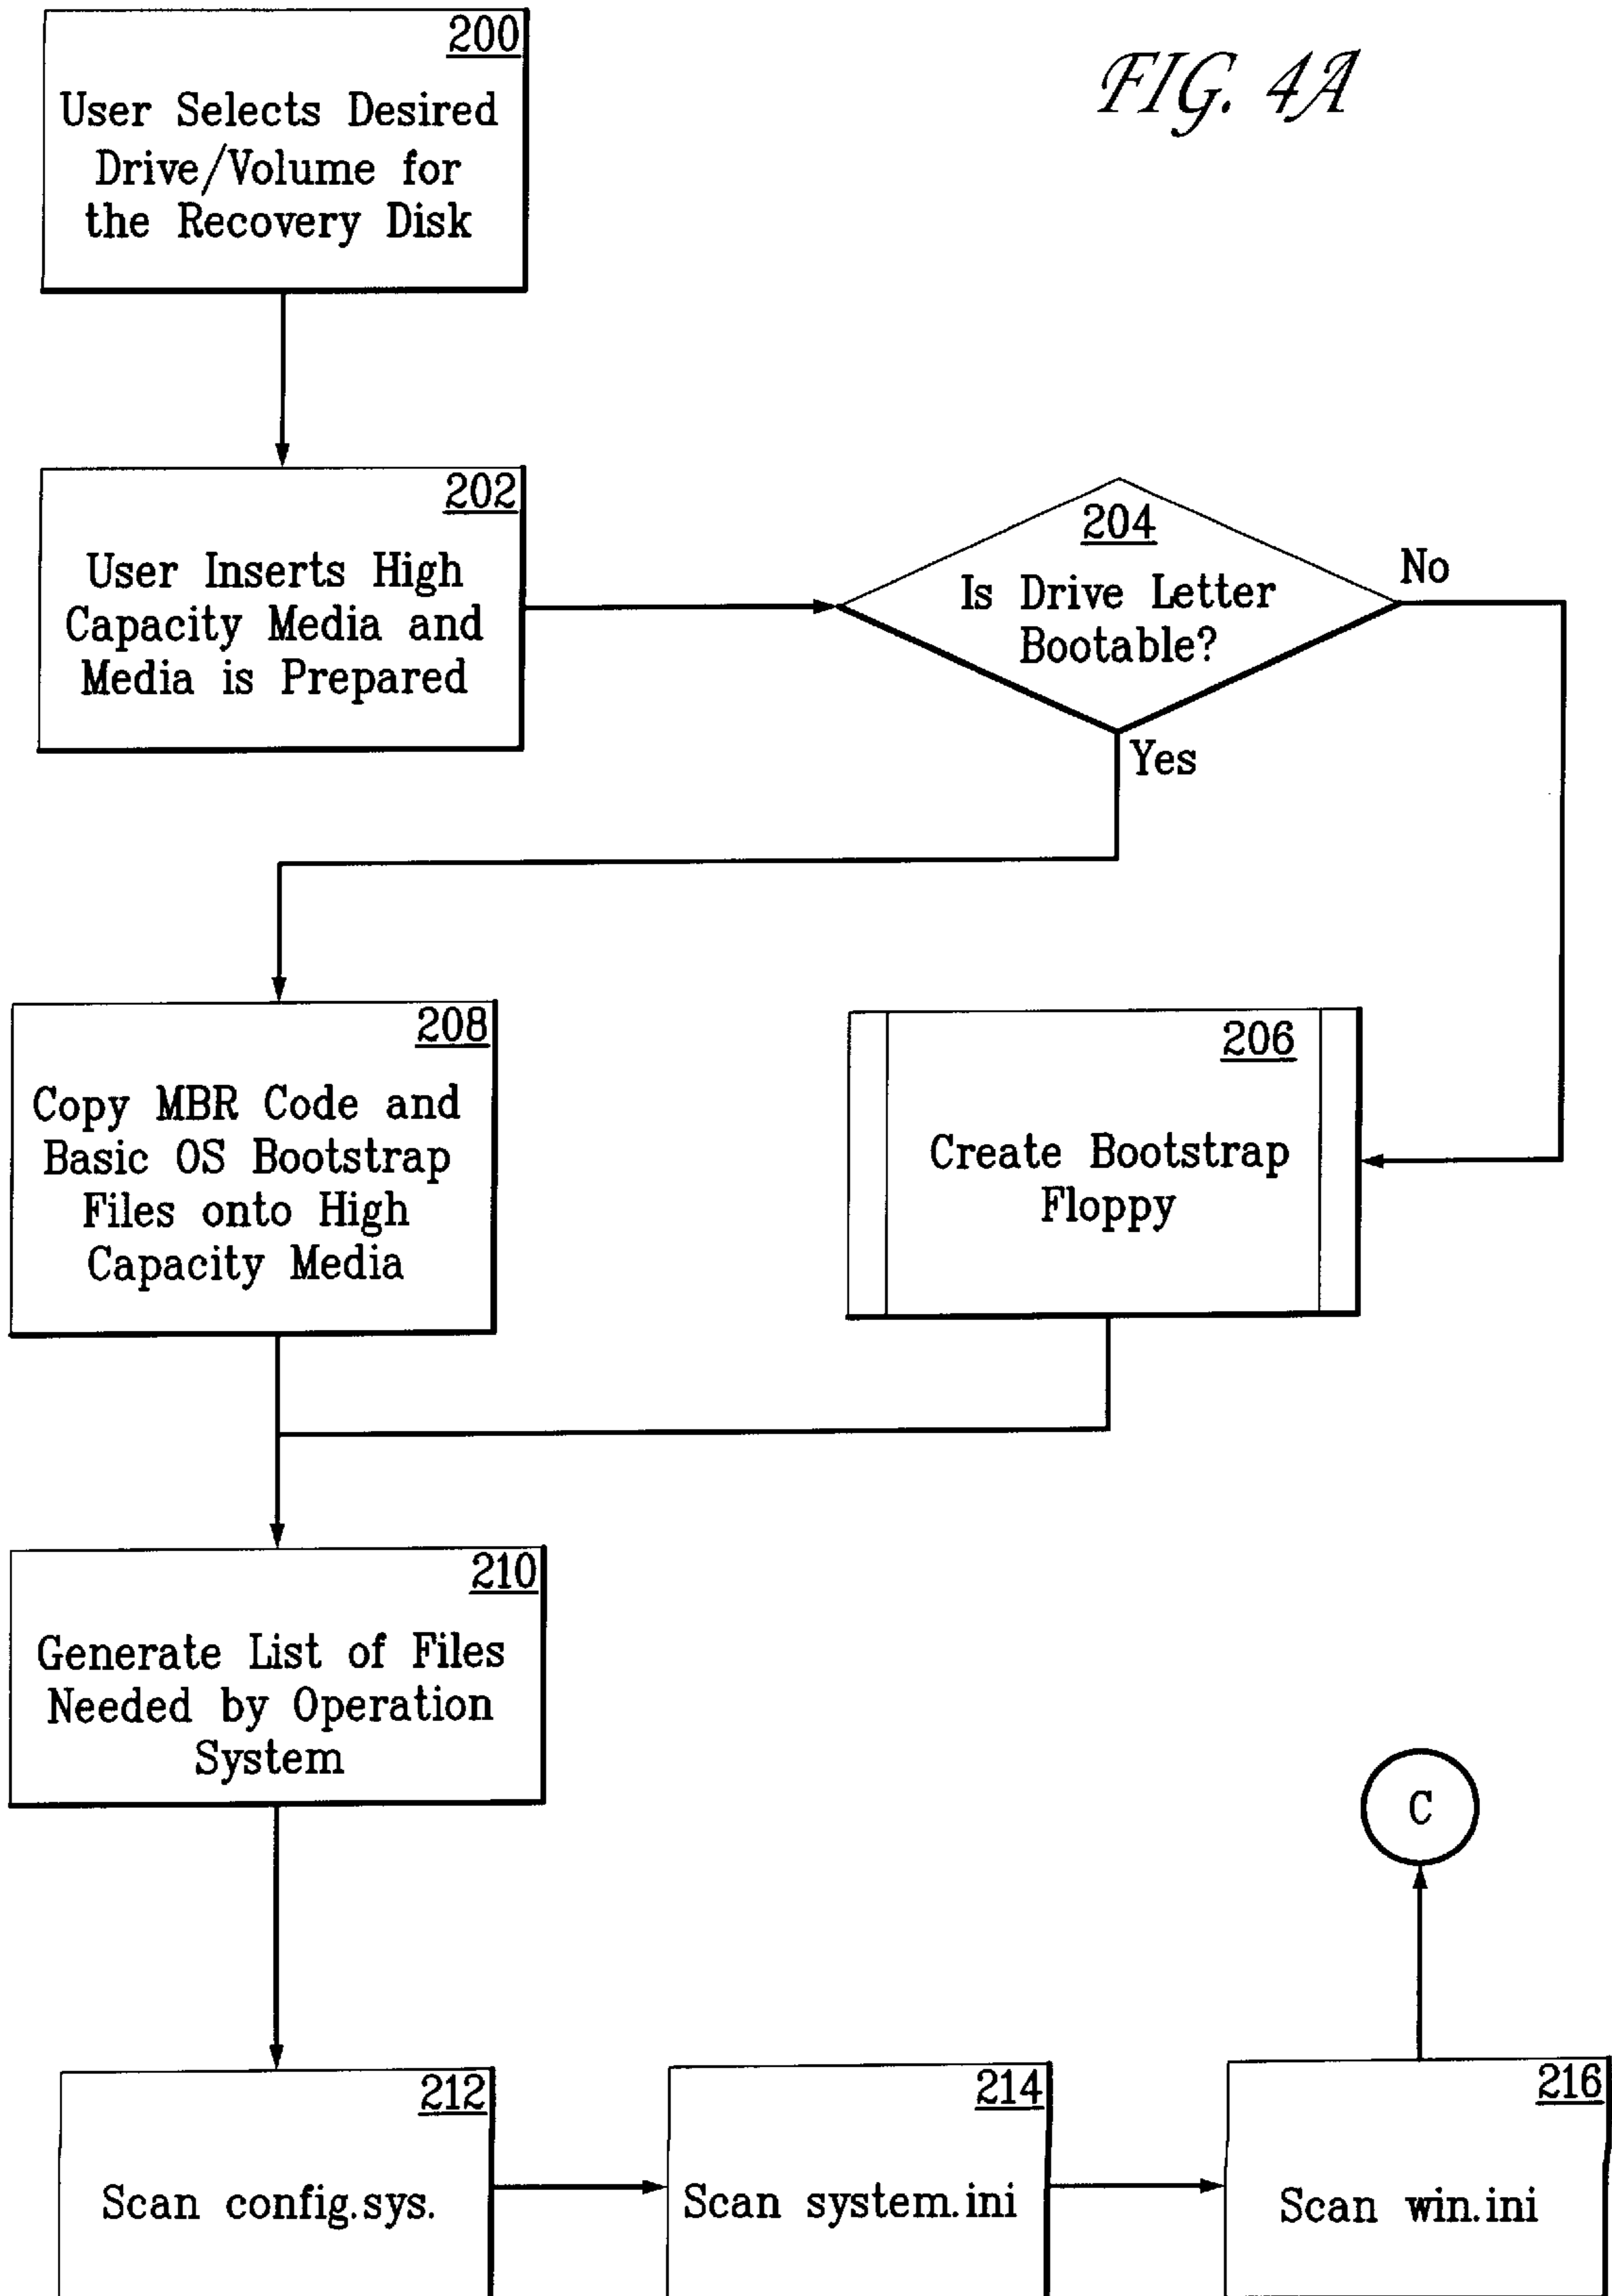 FIG. 4A
200
User Selects Desired
Drive/Volume for
the Recovery Disk
202
User Inserts High
Capacity Media and
Media is Prepared
204
Is Drive Letter
Bootable?
No
Yes
208
Copy MBR Code and
Basic OS Bootstrap
Files onto High
Capacity Media
206
Create Bootstrap
Floppy
210
Generate List of Files
Needed by Operation
System
C
212
Scan config.sys.
214
Scan system.ini
216
Scan win.ini